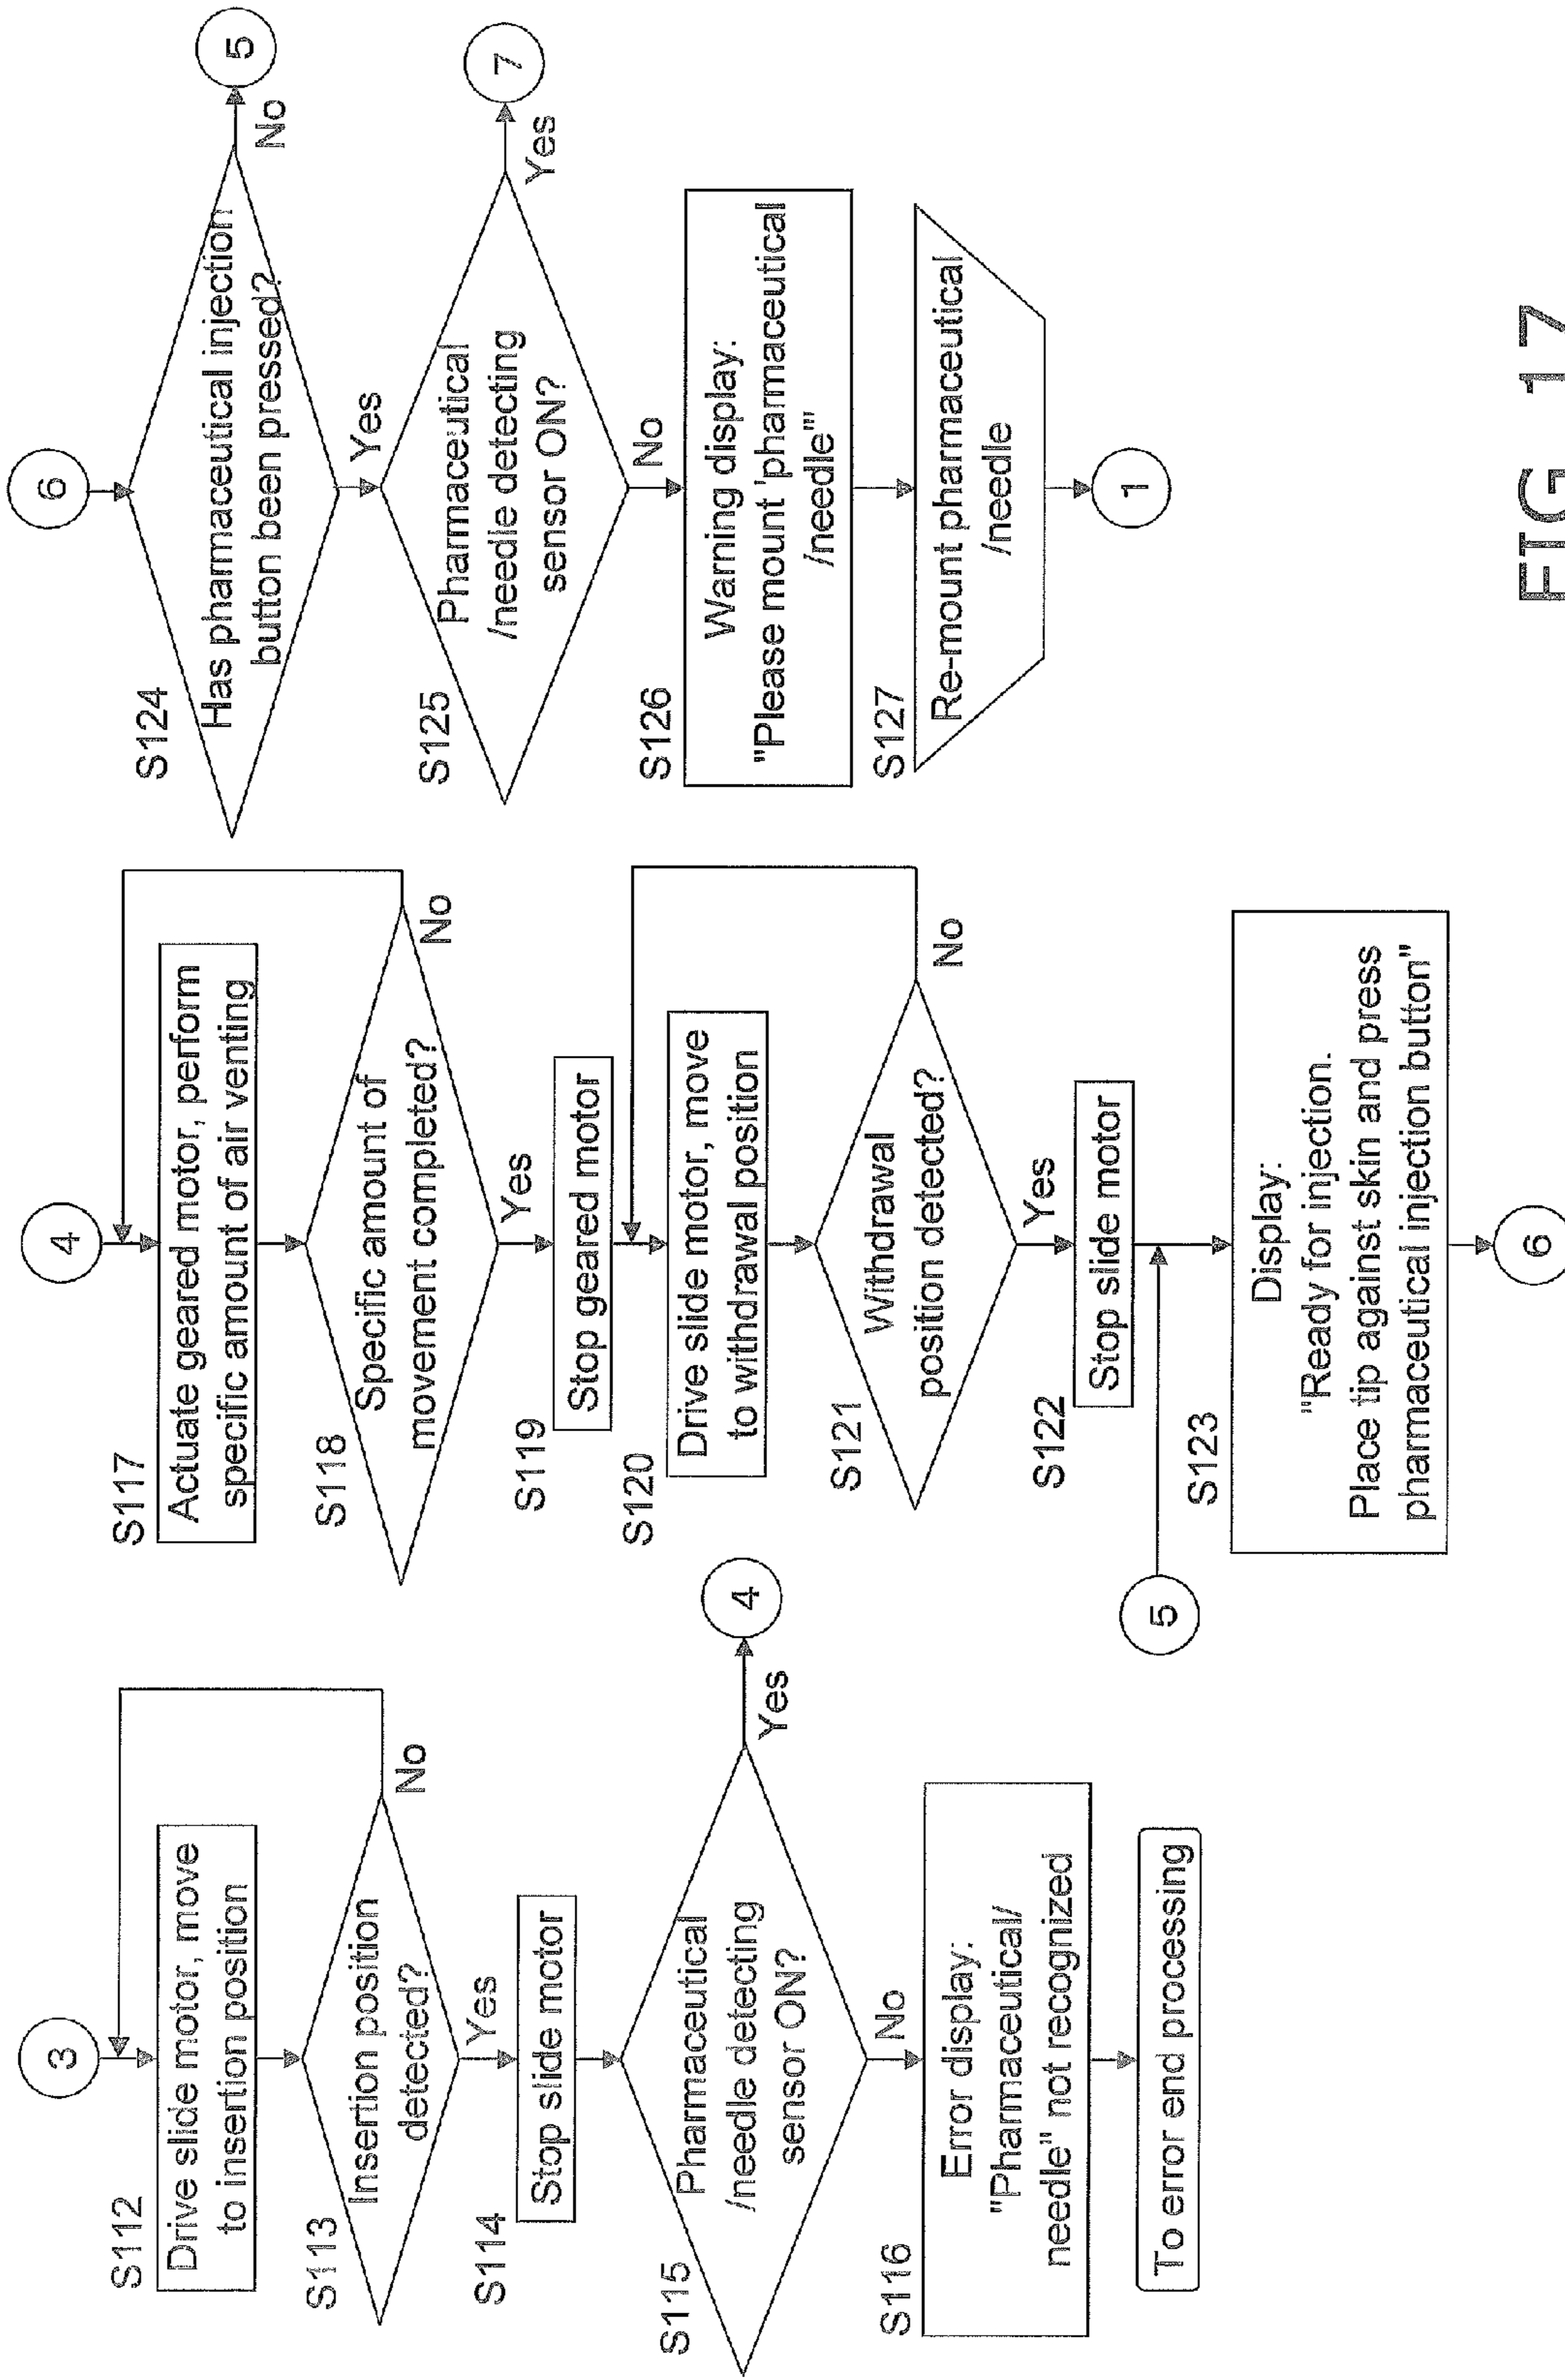 3
S112
Drive slide motor, move
to insertion position
S113
Insertion position
detected?
No
Yes
S114
Stop slide motor
S115
Pharmaceutical
/needle detecting
sensor ON?
Yes
4
No
S116
Error display:
"Pharmaceutical/
needle" not recognized
To error end processing
4
S117
Actuate geared motor, perform
specific amount of air venting
S118
Specific amount of
movement completed?
No
Yes
S119
Stop geared motor
S120
Drive slide motor, move
to withdrawal position
S121
Withdrawal
position detected?
No
Yes
S122
Stop slide motor
5
S123
Display:
"Ready for injection.
Place tip against skin and press
pharmaceutical injection button"
6
6
S124
Has pharmaceutical injection
button been pressed?
No
5
Yes
S125
Pharmaceutical
/needle detecting
sensor ON?
Yes
7
No
S126
Warning display:
"Please mount 'pharmaceutical
/needle'"
S127
Re-mount pharmaceutical
/needle
1
FIG. 17